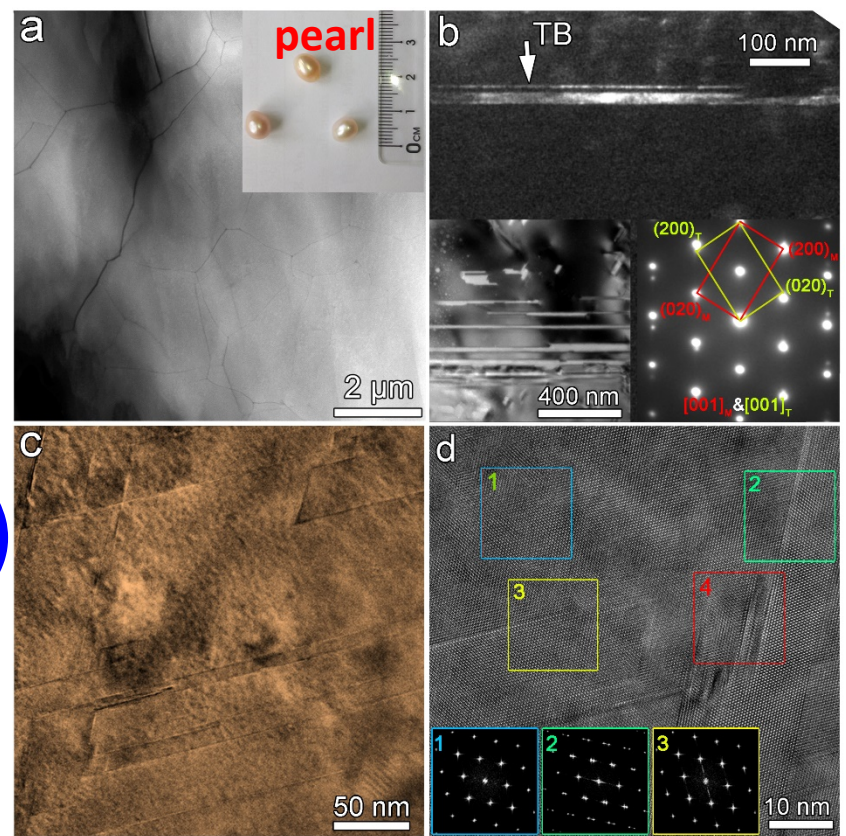 a
pearl
3
2
1
0 CM
2 μm
b
TB
100 nm
400 nm
(200)T
(200)M
(020)T
(020)M
[001]M&[001]T
c
50 nm
d
1
2
3
4
1
2
3
10 nm